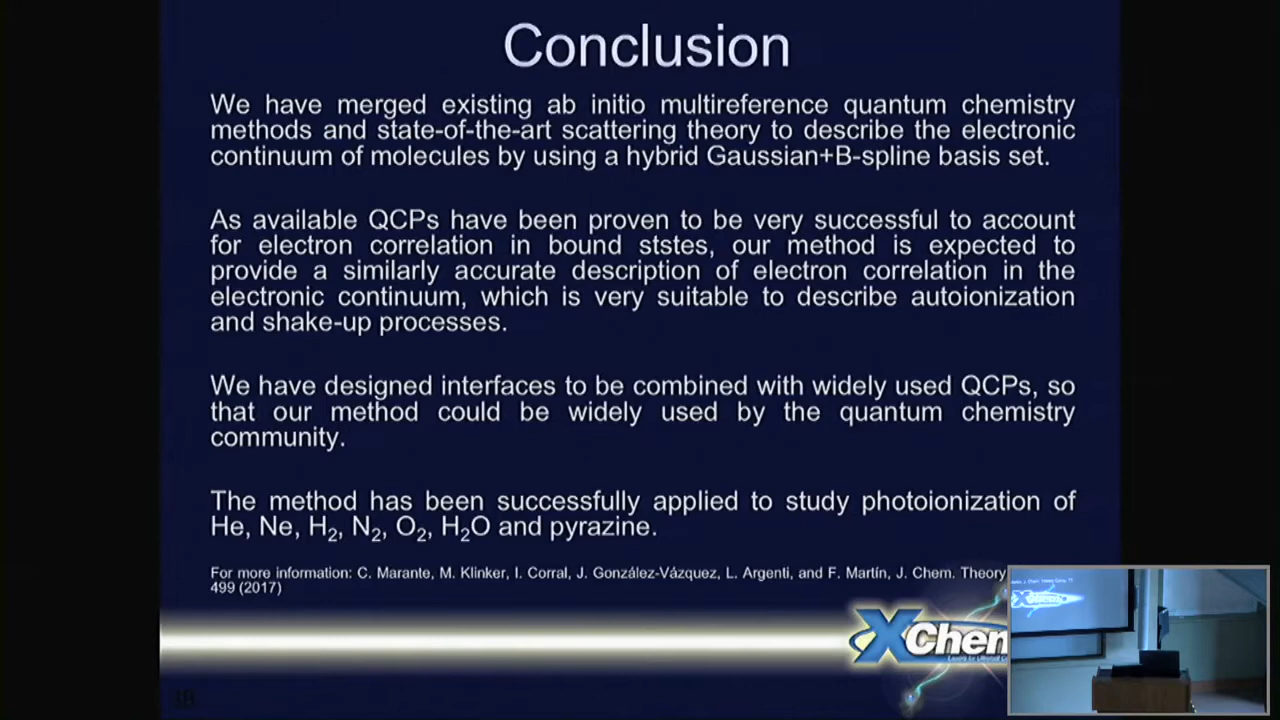 Conclusion
We have merged existing ab initio multireference quantum chemistry
methods and state-of-the-art scattering theory to describe the electronic
continuum of molecules by using a hybrid Gaussian+B-spline basis set.
As available QCPs have been proven to be very successful to account
for electron correlation in bound ststes, our method is expected to
provide a similarly accurate description of electron correlation in the
electronic continuum, which is very suitable to describe autoionization
and shake-up processes.
We have designed interfaces to be combined with widely used QCPs, so
that our method could be widely used by the quantum chemistry
community.
The method has been successfully applied to study photoionization of
He, Ne, H₂, N₂, O₂, H₂O and pyrazine.
For more information: C. Marante, M. Klinker, I. Corral, J. González-Vázquez, L. Argenti, and F. Martín, J. Chem. Theory
499 (2017)
XChem